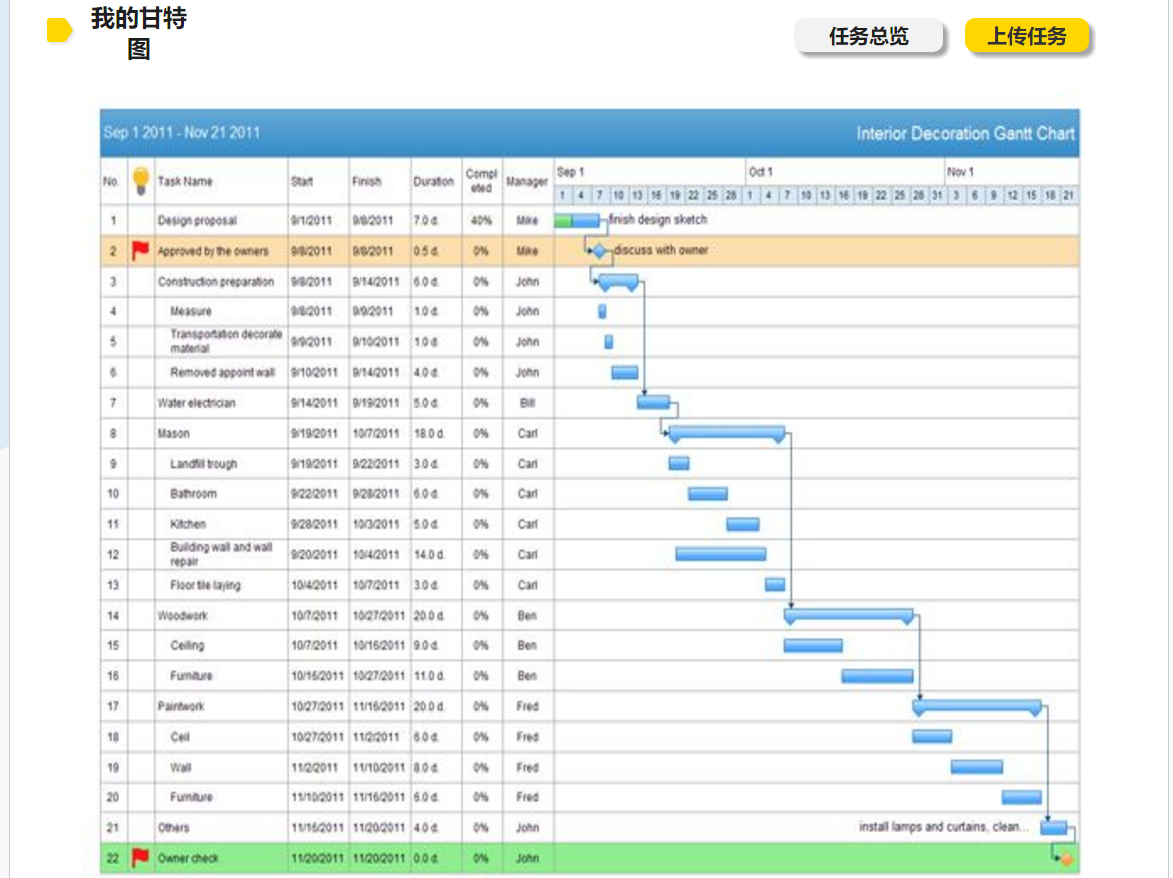 我的甘特
图
任务总览
上传任务
Sep 1 2011 - Nov 21 2011 Interior Decoration Gantt Chart
No. Task Name Start Finish Duration Compl
eted Manager Sep 1 Oct 1 Nov 1
1 4 7 10 13 16 19 22 25 28 1 4 7 10 13 16 19 22 25 28 31 3 6 9 12 15 18 21
1 Design proposal 9/1/2011 9/8/2011 7.0 d. 40% Mike finish design sketch
2 Approved by the owners 9/8/2011 9/8/2011 0.5 d. 0% Mike discuss with owner
3 Construction preparation 9/8/2011 9/14/2011 6.0 d. 0% John
4 Measure 9/8/2011 9/9/2011 1.0 d. 0% John
5 Transportation decorate
material 9/9/2011 9/10/2011 1.0 d. 0% John
6 Removed appoint wall 9/10/2011 9/14/2011 4.0 d. 0% John
7 Water electrician 9/14/2011 9/19/2011 5.0 d. 0% Bill
8 Mason 9/19/2011 10/7/2011 18.0 d. 0% Carl
9 Landfill trough 9/19/2011 9/22/2011 3.0 d. 0% Carl
10 Bathroom 9/22/2011 9/28/2011 6.0 d. 0% Carl
11 Kitchen 9/28/2011 10/3/2011 5.0 d. 0% Carl
12 Building wall and wall
repair 9/20/2011 10/4/2011 14.0 d. 0% Carl
13 Floor tile laying 10/4/2011 10/7/2011 3.0 d. 0% Carl
14 Woodwork 10/7/2011 10/27/2011 20.0 d. 0% Ben
15 Ceiling 10/7/2011 10/16/2011 9.0 d. 0% Ben
16 Furniture 10/16/2011 10/27/2011 11.0 d. 0% Ben
17 Paintwork 10/27/2011 11/16/2011 20.0 d. 0% Fred
18 Ceil 10/27/2011 11/2/2011 6.0 d. 0% Fred
19 Wall 11/2/2011 11/10/2011 8.0 d. 0% Fred
20 Furniture 11/10/2011 11/16/2011 6.0 d. 0% Fred
21 Others 11/16/2011 11/20/2011 4.0 d. 0% John install lamps and curtains, clean...
22 Owner check 11/20/2011 11/20/2011 0.0 d. 0% John